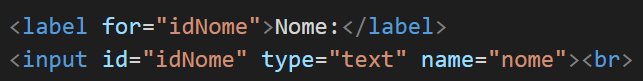 <label for="idNome">Nome:</label>
<input id="idNome" type="text" name="nome"><br>